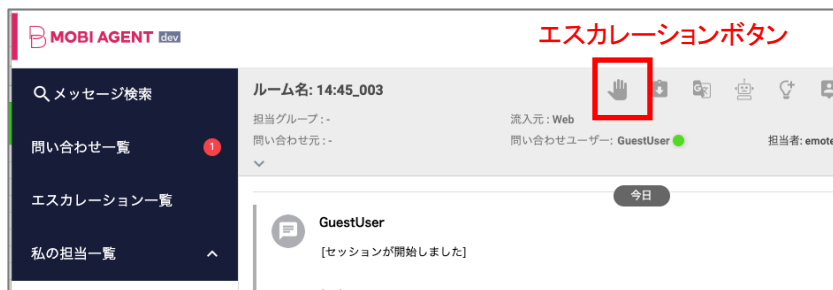 エスカレーションボタン
MOBI AGENT dev
メッセージ検索
問い合わせ一覧 1
エスカレーション一覧
私の担当一覧
ルーム名: 14:45_003
担当グループ : -
流入元 : Web
問い合わせ元 : -
問い合わせユーザー: GuestUser
担当者: emote
今日
GuestUser
[セッションが開始しました]